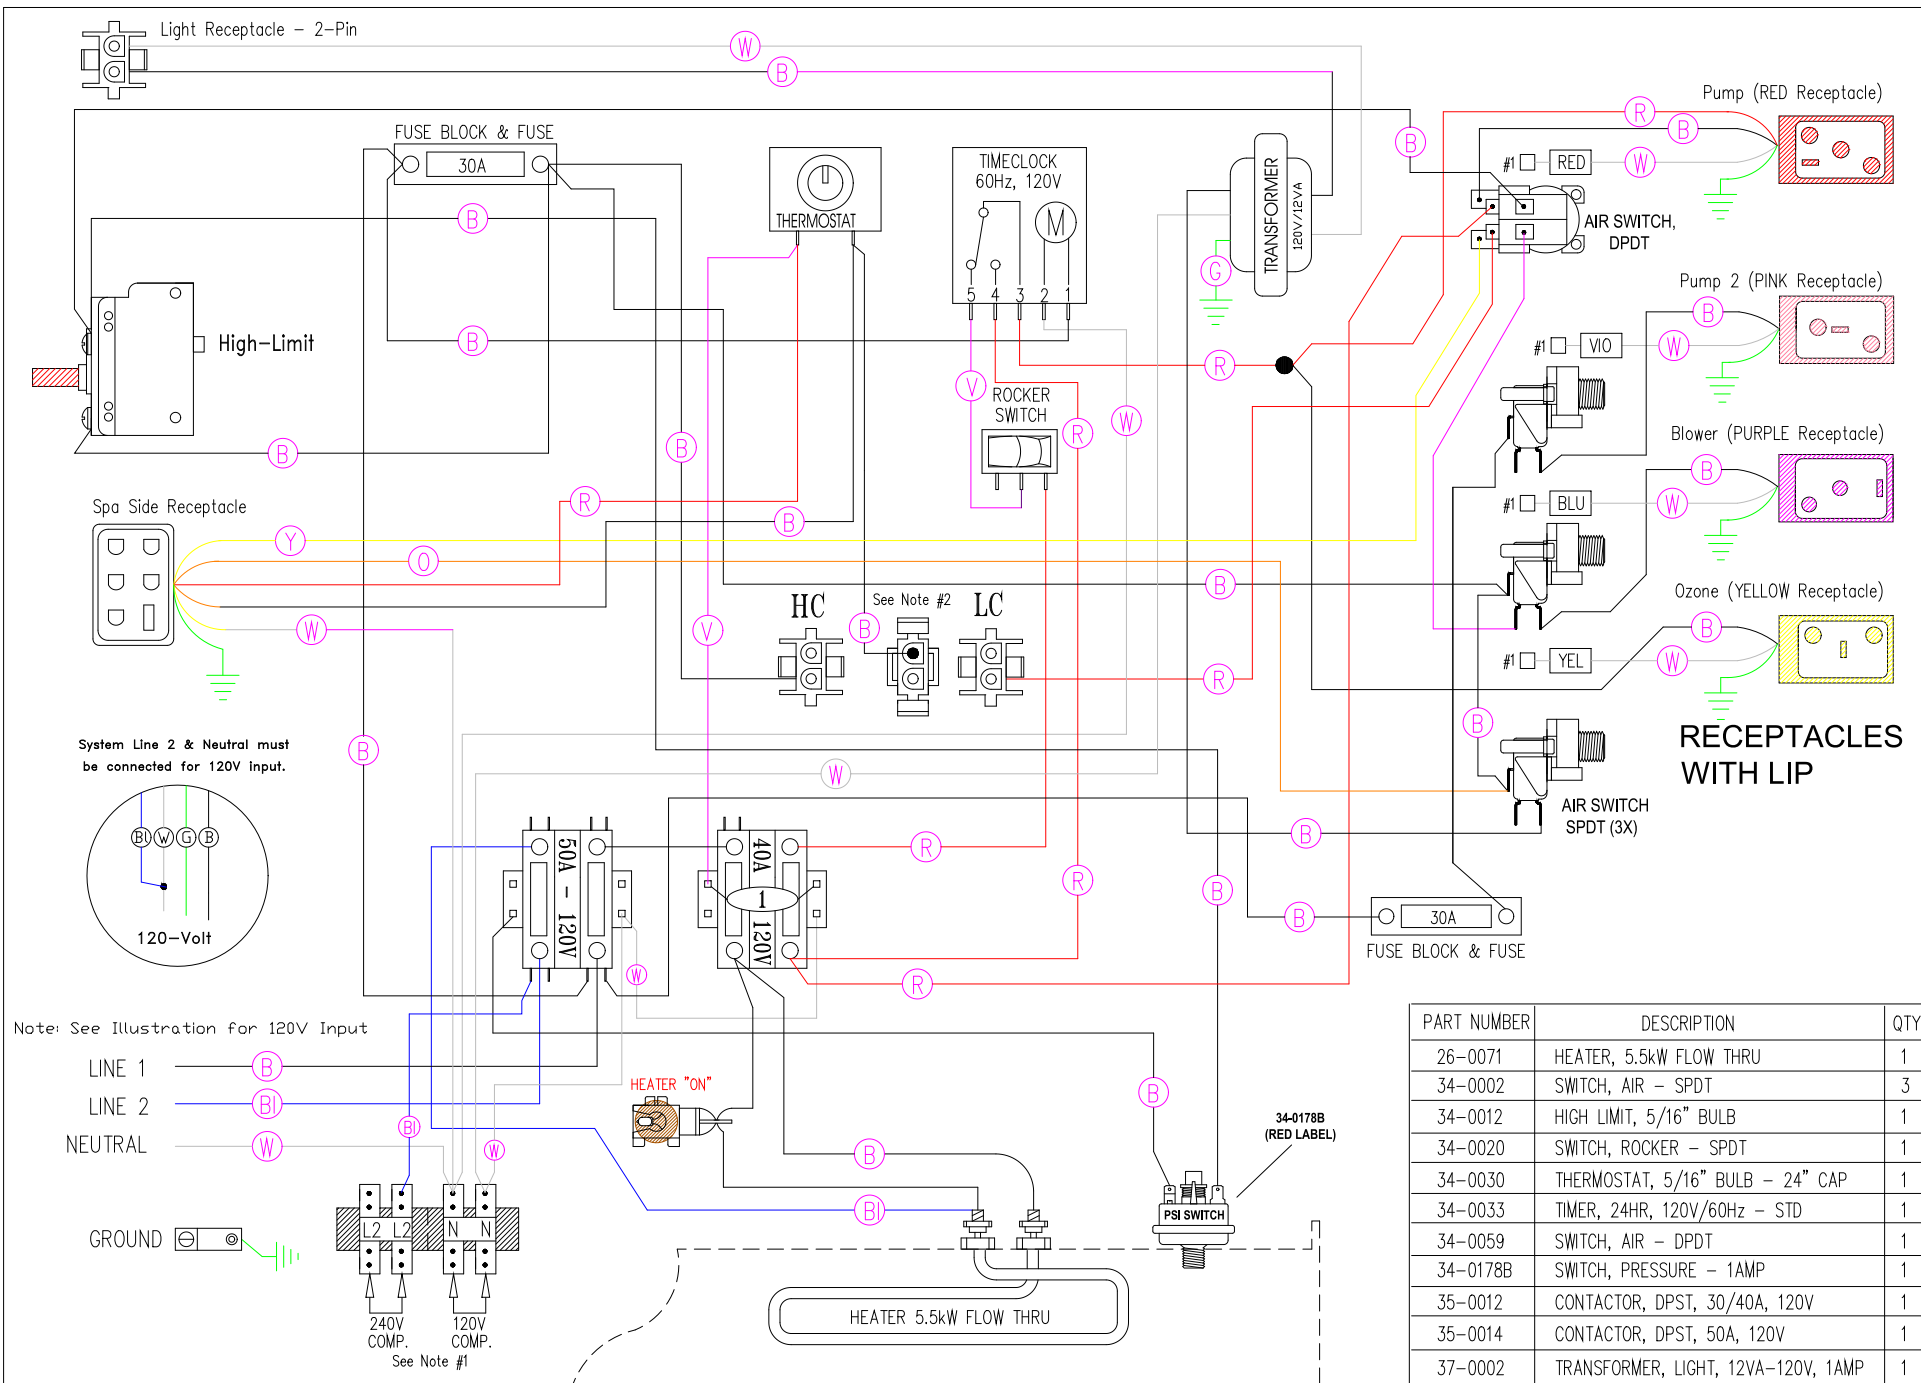 Light Receptacle - 2-Pin
W
B
Pump (RED Receptacle)
R
B
B
#1 RED W
FUSE BLOCK & FUSE
30A
THERMOSTAT
TIMECLOCK
60Hz, 120V
M
5 4 3 2 1
TRANSFORMER
120V/12VA
G
AIR SWITCH,
DPDT
B
High-Limit
B
B
R
V
ROCKER
SWITCH
R
W
B
Pump 2 (PINK Receptacle)
B
#1 VIO W
Blower (PURPLE Receptacle)
B
#1 BLU W
Spa Side Receptacle
R
B
Y
O
W
B
Ozone (YELLOW Receptacle)
B
#1 YEL W
HC
See Note #2
LC
V
B
R
B
RECEPTACLES
WITH LIP
System Line 2 & Neutral must
be connected for 120V input.
Bl W G B
120-Volt
B
W
B
AIR SWITCH
SPDT (3X)
50A - 120V
40A 120V
1
R
R
B
B
30A
FUSE BLOCK & FUSE
W
R
Note: See Illustration for 120V Input
LINE 1 B
LINE 2 Bl
NEUTRAL W
Bl
W
GROUND
L2 L2 N N
240V
COMP.
120V
COMP.
See Note #1
HEATER "ON"
B
Bl
B
34-0178B
(RED LABEL)
PSI SWITCH
HEATER 5.5kW FLOW THRU
PART NUMBER DESCRIPTION QTY
26-0071 HEATER, 5.5kW FLOW THRU 1
34-0002 SWITCH, AIR - SPDT 3
34-0012 HIGH LIMIT, 5/16" BULB 1
34-0020 SWITCH, ROCKER - SPDT 1
34-0030 THERMOSTAT, 5/16" BULB - 24" CAP 1
34-0033 TIMER, 24HR, 120V/60Hz - STD 1
34-0059 SWITCH, AIR - DPDT 1
34-0178B SWITCH, PRESSURE - 1AMP 1
35-0012 CONTACTOR, DPST, 30/40A, 120V 1
35-0014 CONTACTOR, DPST, 50A, 120V 1
37-0002 TRANSFORMER, LIGHT, 12VA-120V, 1AMP 1